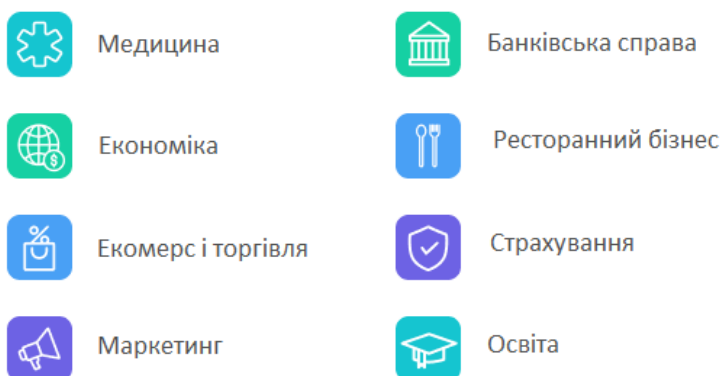 Медицина
Банківська справа
Економіка
Ресторанний бізнес
Екомерс і торгівля
Страхування
Маркетинг
Освіта